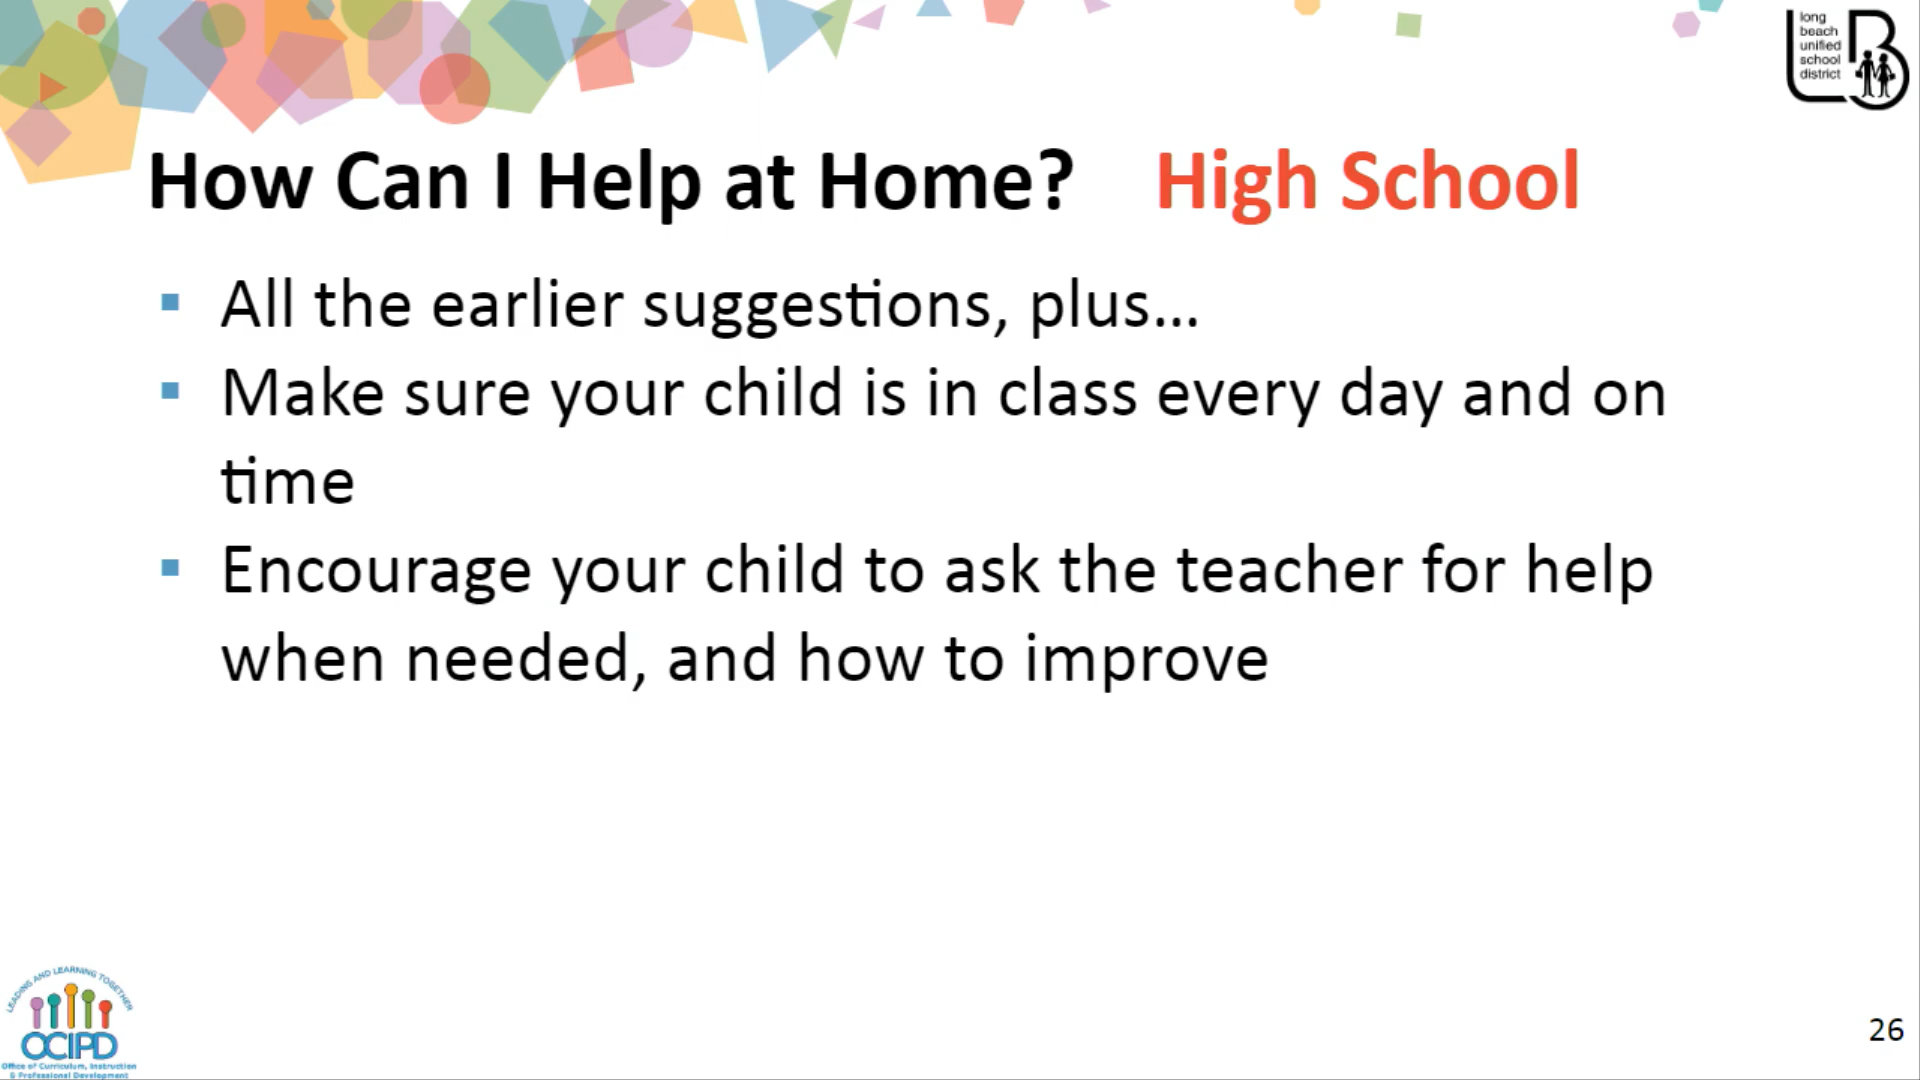 long
beach
unified
school
district
How Can I Help at Home? High School
▪ All the earlier suggestions, plus...
▪ Make sure your child is in class every day and on
time
▪ Encourage your child to ask the teacher for help
when needed, and how to improve
LEADING AND LEARNING TOGETHER
OCIPD
Office of Curriculum, Instruction
& Professional Development
26